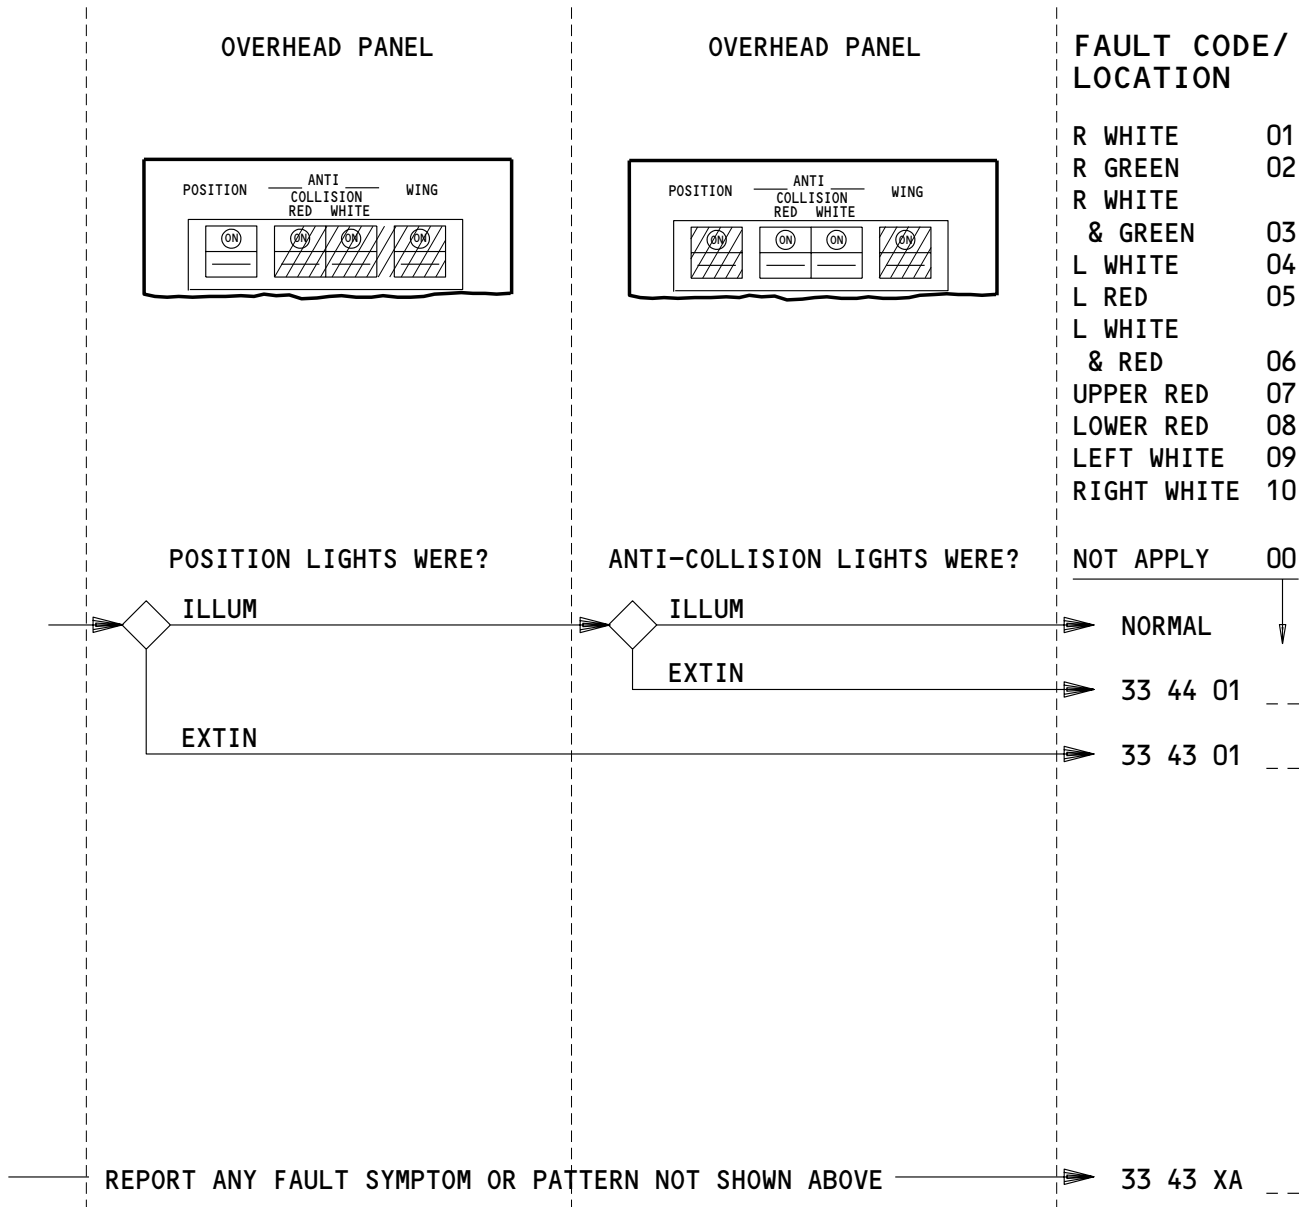 OVERHEAD PANEL
OVERHEAD PANEL
FAULT CODE/
LOCATION
POSITION
ANTI
COLLISION
RED WHITE
WING
ON
ON
ON
ON
POSITION
ANTI
COLLISION
RED WHITE
WING
ON
ON
ON
ON
R WHITE 01
R GREEN 02
R WHITE
& GREEN 03
L WHITE 04
L RED 05
L WHITE
& RED 06
UPPER RED 07
LOWER RED 08
LEFT WHITE 09
RIGHT WHITE 10
POSITION LIGHTS WERE?
ANTI-COLLISION LIGHTS WERE?
NOT APPLY 00
ILLUM
ILLUM
NORMAL
EXTIN
33 44 01 _ _
EXTIN
33 43 01 _ _
REPORT ANY FAULT SYMPTOM OR PATTERN NOT SHOWN ABOVE
33 43 XA _ _